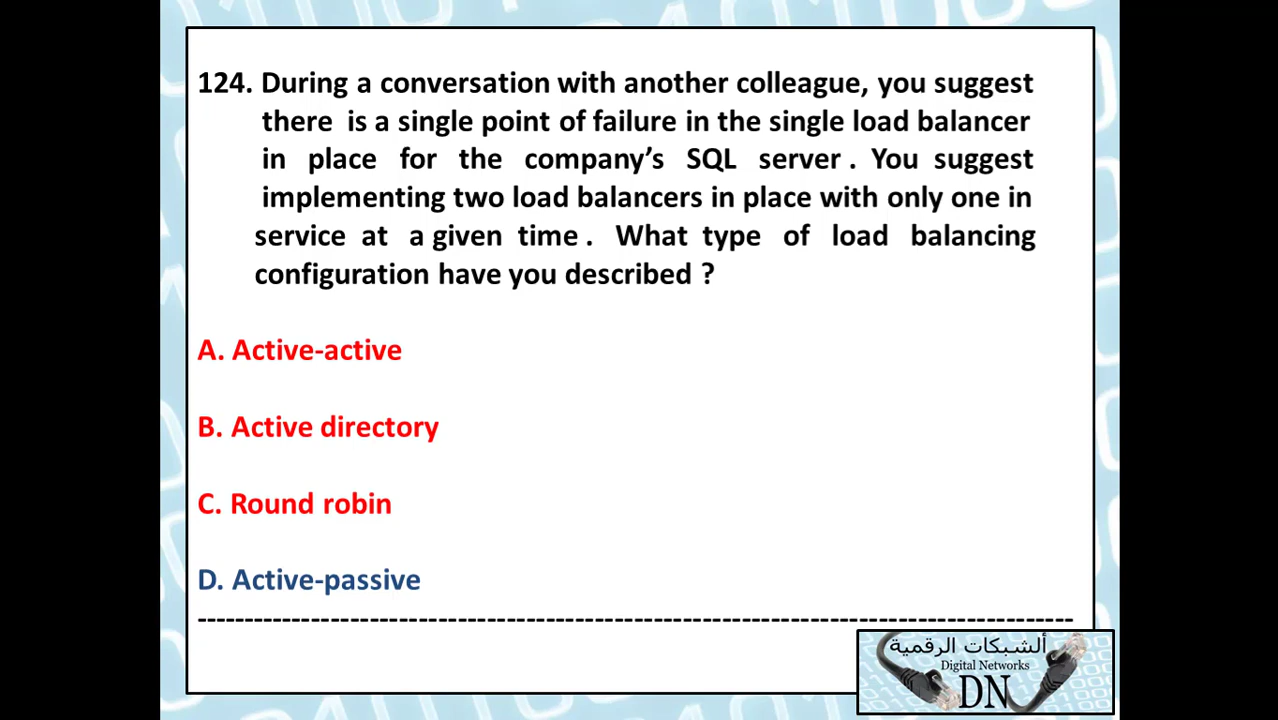 124. During a conversation with another colleague, you suggest
there is a single point of failure in the single load balancer
in place for the company's SQL server . You suggest
implementing two load balancers in place with only one in
service at a given time . What type of load balancing
configuration have you described ?
A. Active-active
B. Active directory
C. Round robin
D. Active-passive
--------------------------------------------------------------------------
ألشبكات الرقمية
Digital Networks
DN